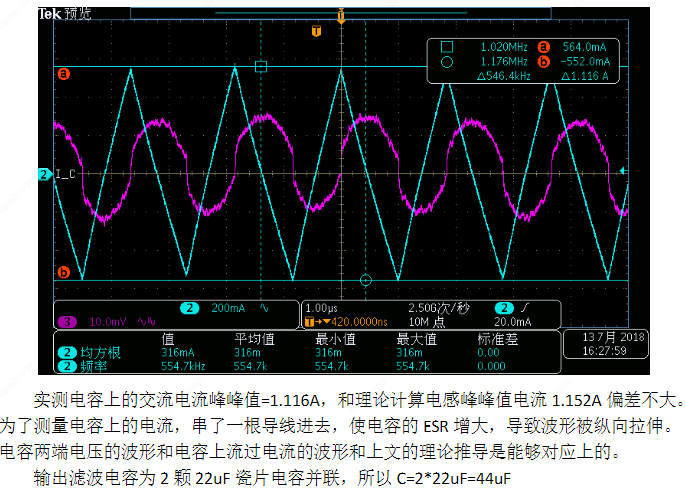 Tek 预览
T
T
1.020MHz a 564.0mA
1.176MHz b -552.0mA
△546.4kHz △1.116 A
a
2 I_C
b
2 200mA
3 10.0mV
1.00µs 2.50G次/秒 2
T→▼420.0000ns 10M 点 20.0mA
值 平均值 最小值 最大值 标准差
2 均方根 316mA 316m 316m 316m 0.00
2 频率 554.7kHz 554.7k 554.7k 554.7k 0.000
13 7月 2018
16:27:59
实测电容上的交流电流峰峰值=1.116A，和理论计算电感峰峰值电流 1.152A 偏差不大。
为了测量电容上的电流，串了一根导线进去，使电容的 ESR 增大，导致波形被纵向拉伸。
电容两端电压的波形和电容上流过电流的波形和上文的理论推导是能够对应上的。
输出滤波电容为 2 颗 22uF 瓷片电容并联，所以 C=2*22uF=44uF